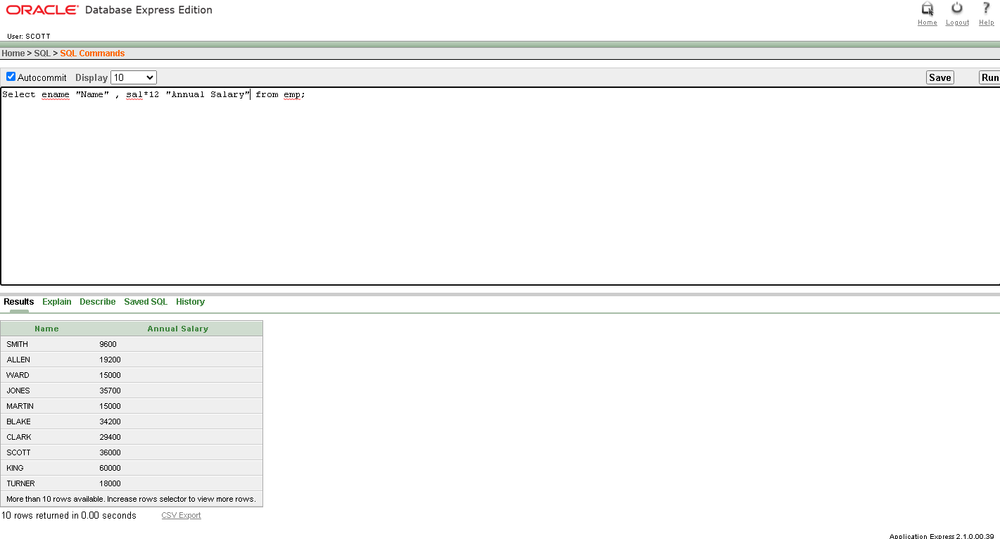 ORACLE Database Express Edition
Home Logout Help
User: SCOTT
Home > SQL > SQL Commands
Autocommit Display 10 Save Run
Select ename "Name" , sal*12 "Annual Salary" from emp;
Results Explain Describe Saved SQL History
Name Annual Salary
SMITH 9600
ALLEN 19200
WARD 15000
JONES 35700
MARTIN 15000
BLAKE 34200
CLARK 29400
SCOTT 36000
KING 60000
TURNER 18000
More than 10 rows available. Increase rows selector to view more rows.
10 rows returned in 0.00 seconds CSV Export
Application Express 2.1.0.00.39